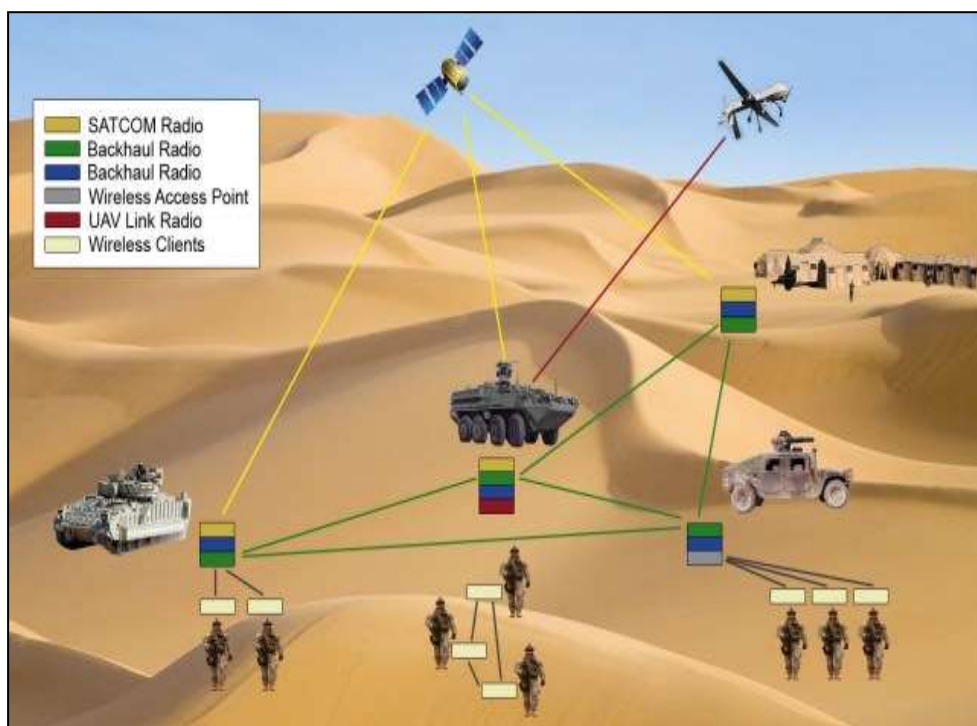 SATCOM Radio
Backhaul Radio
Backhaul Radio
Wireless Access Point
UAV Link Radio
Wireless Clients